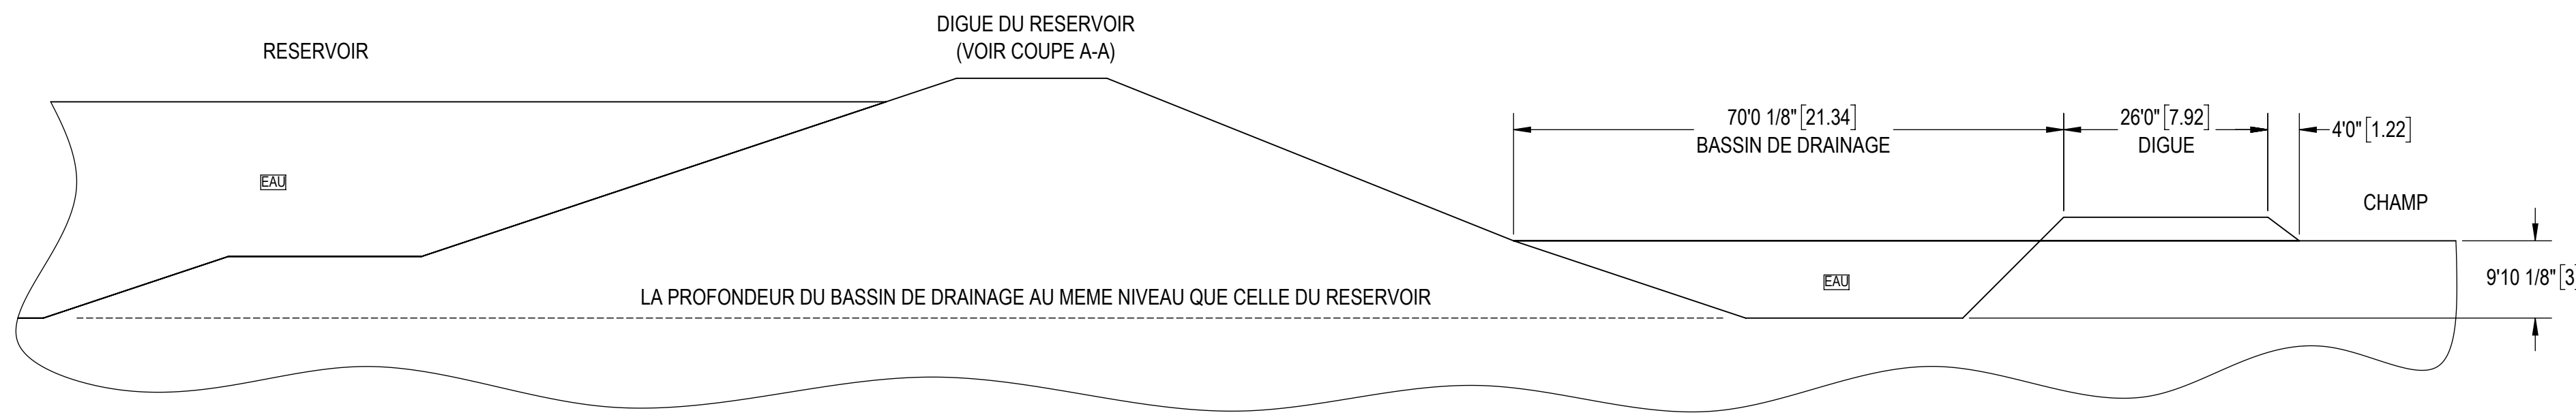 DIGUE DU RESERVOIR
(VOIR COUPE A-A)
RESERVOIR
70'0 1/8" [21.34]
BASSIN DE DRAINAGE
26'0" [7.92]
DIGUE
4'0" [1.22]
EAU
CHAMP
EAU
9'10 1/8" [3]
LA PROFONDEUR DU BASSIN DE DRAINAGE AU MEME NIVEAU QUE CELLE DU RESERVOIR